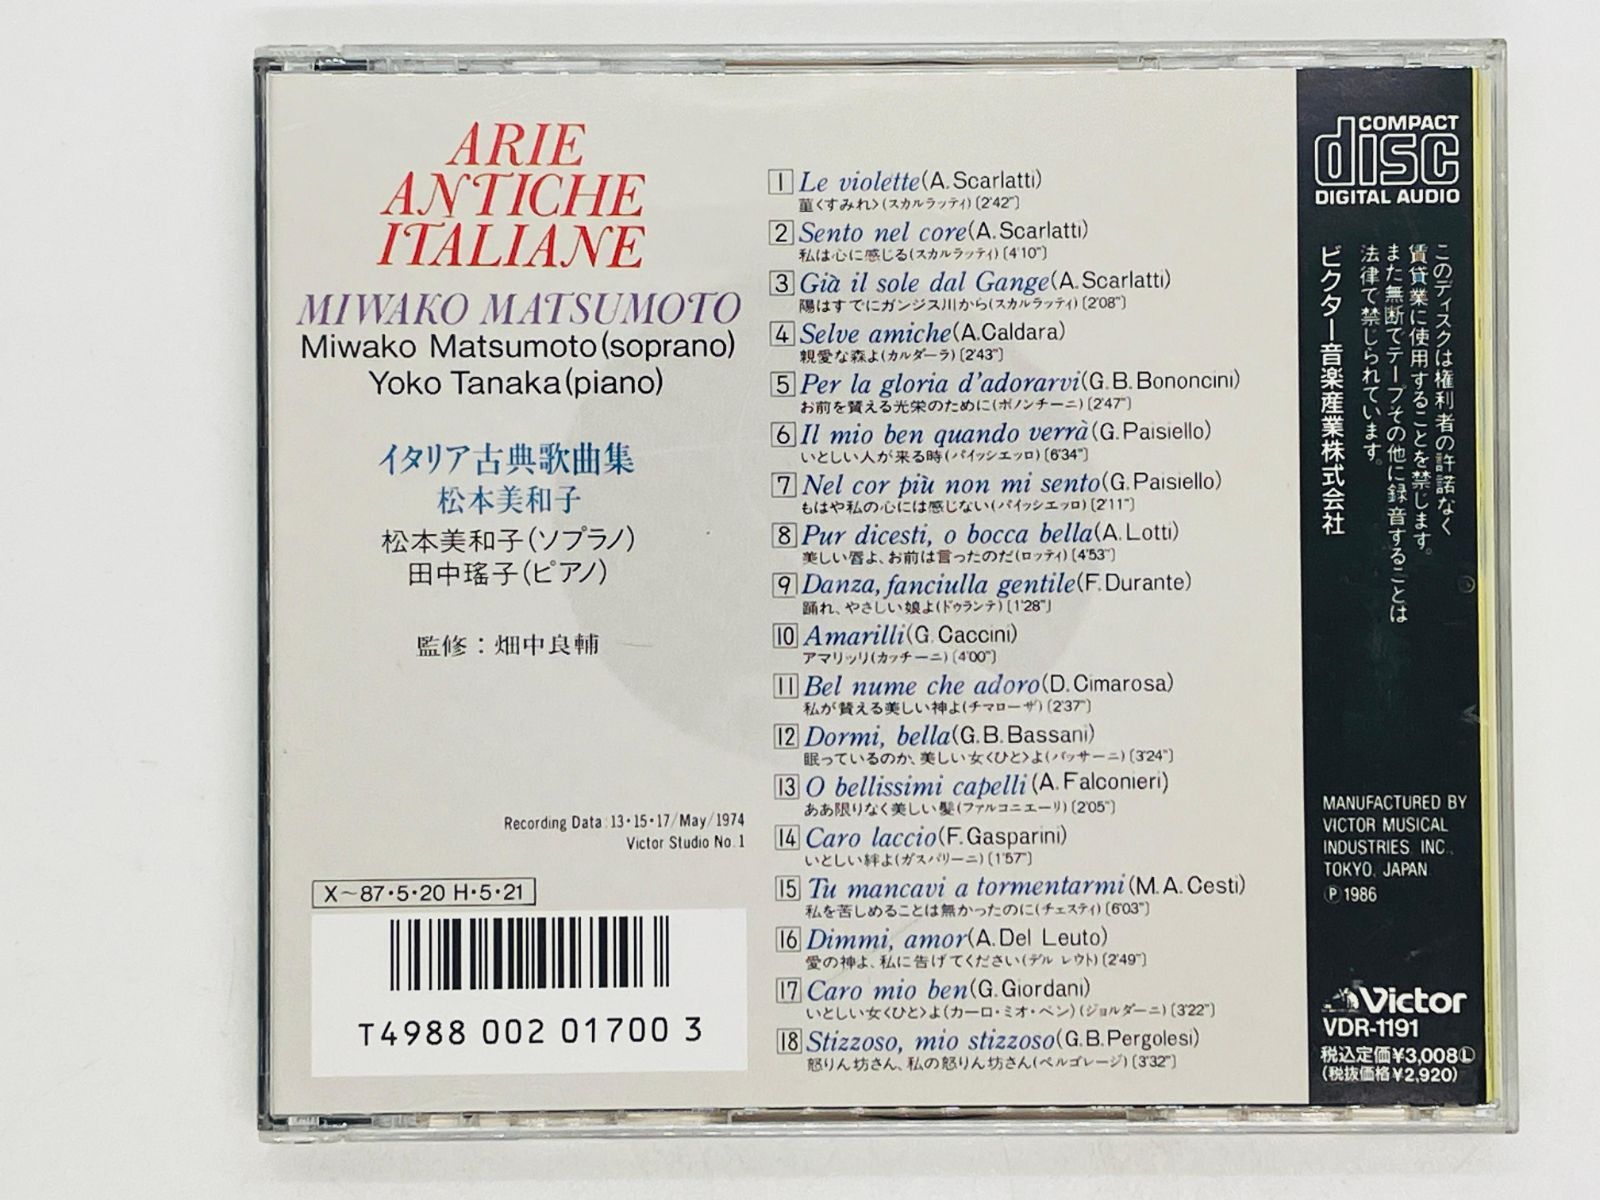 ARIE
ANTICHE
ITALIANE
MIWAKO MATSUMOTO
Miwako Matsumoto(soprano)
Yoko Tanaka(piano)
イタリア古典歌曲集
松本美和子
松本美和子(ソプラノ)
田中瑤子(ピアノ)
監修：畑中良輔
Recording Data:13・15・17/May/1974
Victor Studio No.1
X〜87・5・20 H・5・21
T4988 002 01700 3
1 Le violette(A.Scarlatti)
菫<すみれ>(スカルラッティ)〔2'42"〕
2 Sento nel core(A.Scarlatti)
私は心に感じる(スカルラッティ)〔4'10"〕
3 Già il sole dal Gange(A.Scarlatti)
陽はすでにガンジス川から(スカルラッティ)〔2'08"〕
4 Selve amiche(A.Caldara)
親愛な森よ(カルダーラ)〔2'43"〕
5 Per la gloria d'adorarvi(G.B.Bononcini)
お前を賛える光栄のために(ボノンチーニ)〔2'47"〕
6 Il mio ben quando verrà(G.Paisiello)
いとしい人が来る時(パイッシエッロ)〔6'34"〕
7 Nel cor più non mi sento(G.Paisiello)
もはや私の心には感じない(パイッシエッロ)〔2'11"〕
8 Pur dicesti, o bocca bella(A.Lotti)
美しい唇よ、お前は言ったのだ(ロッティ)〔4'53"〕
9 Danza, fanciulla gentile(F.Durante)
踊れ、やさしい娘よ(ドゥランテ)〔1'28"〕
10 Amarilli(G.Caccini)
アマリッリ(カッチーニ)〔4'00"〕
11 Bel nume che adoro(D.Cimarosa)
私が賛える美しい神よ(チマローザ)〔2'37"〕
12 Dormi, bella(G.B.Bassani)
眠っているのか、美しい女<ひと>よ(バッサーニ)〔3'24"〕
13 O bellissimi capelli(A.Falconieri)
ああ限りなく美しい髪(ファルコニエーリ)〔2'05"〕
14 Caro laccio(F.Gasparini)
いとしい絆よ(ガスパリーニ)〔1'57"〕
15 Tu mancavi a tormentarmi(M.A.Cesti)
私を苦しめることは無かったのに(チェスティ)〔6'03"〕
16 Dimmi, amor(A.Del Leuto)
愛の神よ、私に告げてください(デル レウト)〔2'49"〕
17 Caro mio ben(G.Giordani)
いとしい女<ひと>よ(カーロ・ミオ・ベン)(ジョルダーニ)〔3'22"〕
18 Stizzoso, mio stizzoso(G.B.Pergolesi)
怒りん坊さん、私の怒りん坊さん(ペルゴレージ)〔3'32"〕
COMPACT
disc
DIGITAL AUDIO
このディスクは権利者の許諾なく
賃貸業に使用することを禁じます。
また無断でテープその他に録音することは
法律で禁じられています。
ビクター音楽産業株式会社
MANUFACTURED BY
VICTOR MUSICAL
INDUSTRIES, INC.,
TOKYO, JAPAN
Ⓟ1986
Victor
VDR-1191
税込定価¥3,008Ⓛ
(税抜価格¥2,920)